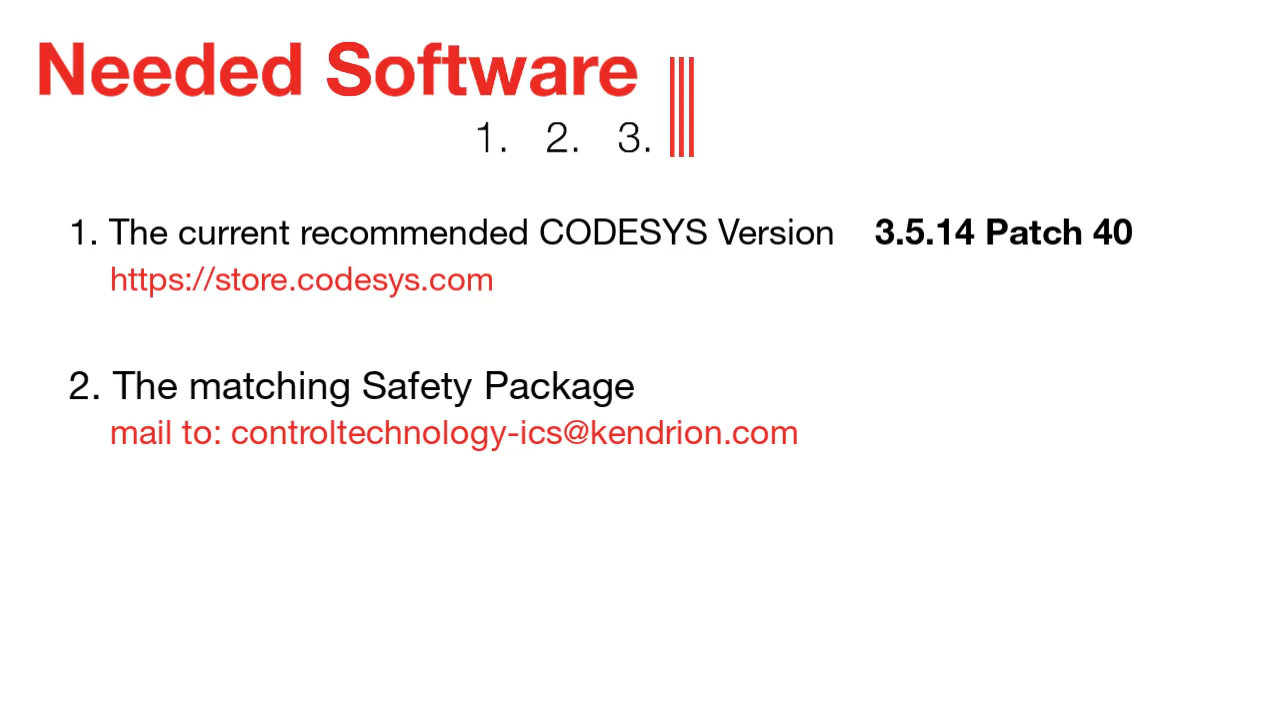 Needed Software
1. 2. 3.
1. The current recommended CODESYS Version 3.5.14 Patch 40
https://store.codesys.com
2. The matching Safety Package
mail to: controltechnology-ics@kendrion.com